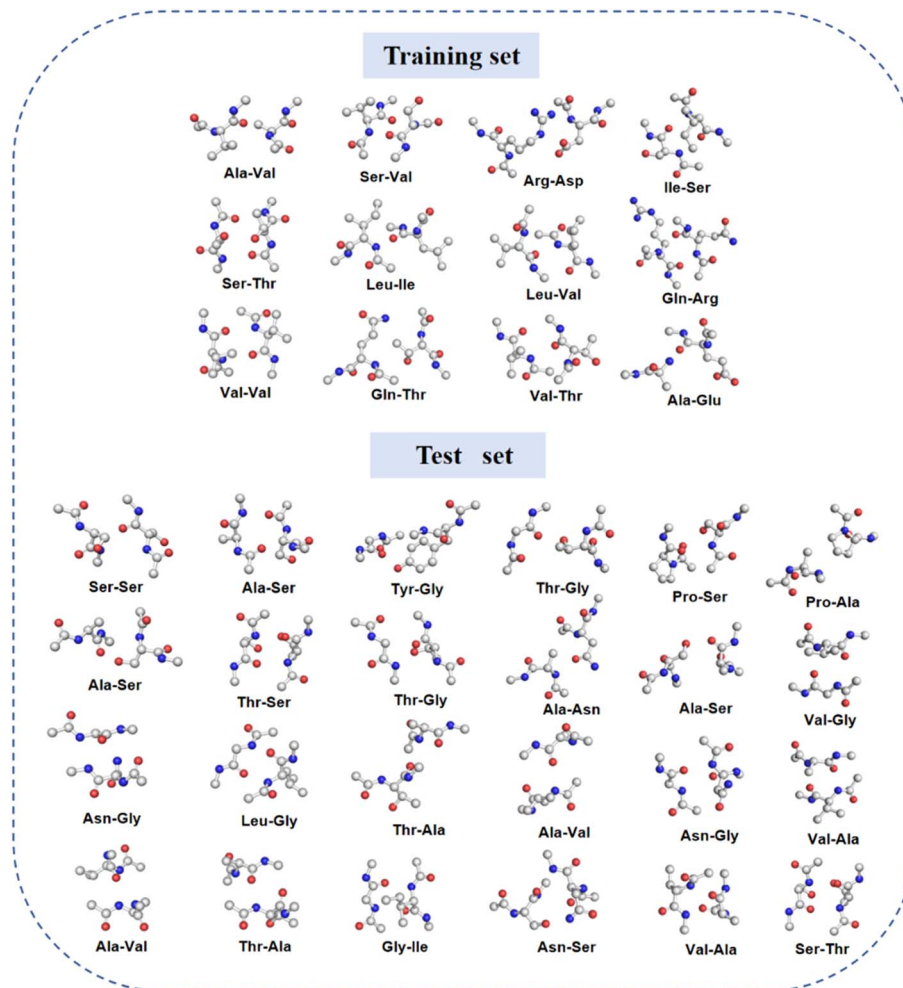 Training set
Ala-Val Ser-Val Arg-Asp Ile-Ser
Ser-Thr Leu-Ile Leu-Val Gln-Arg
Val-Val Gln-Thr Val-Thr Ala-Glu
Test set
Ser-Ser Ala-Ser Tyr-Gly Thr-Gly Pro-Ser Pro-Ala
Ala-Ser Thr-Ser Thr-Gly Ala-Asn Ala-Ser Val-Gly
Asn-Gly Leu-Gly Thr-Ala Ala-Val Asn-Gly Val-Ala
Ala-Val Thr-Ala Gly-Ile Asn-Ser Val-Ala Ser-Thr